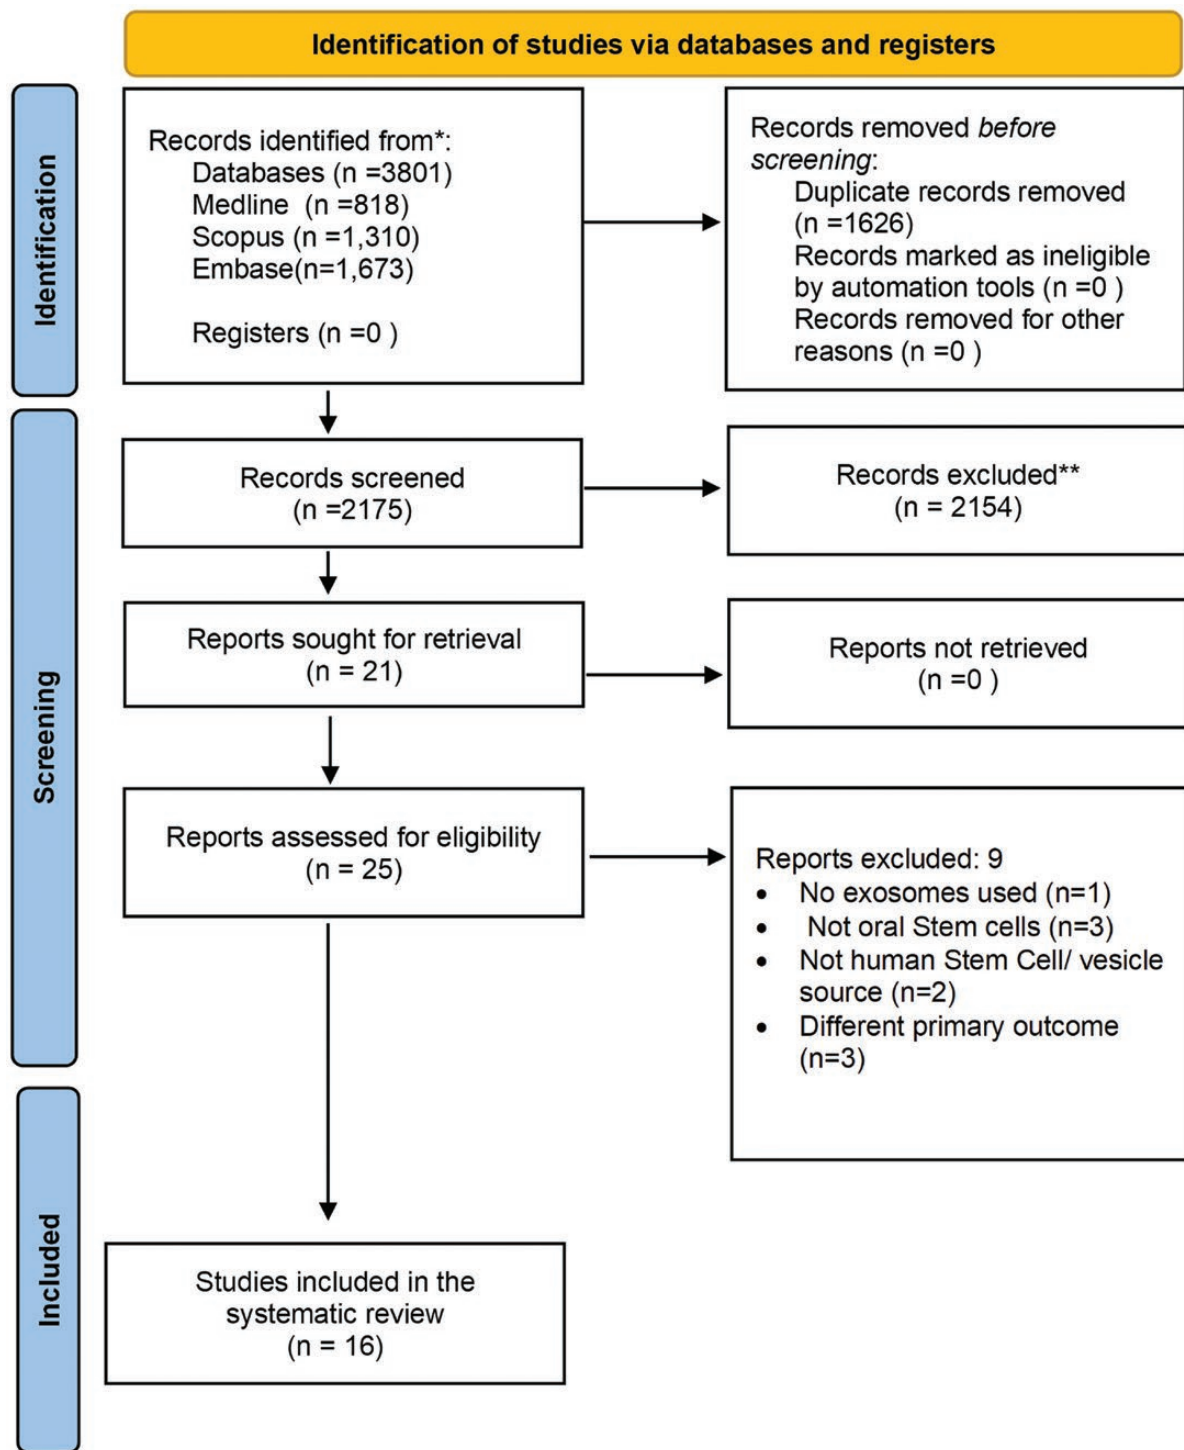 Identification of studies via databases and registers
Identification
Records identified from*:
Databases (n =3801)
Medline (n =818)
Scopus (n =1,310)
Embase(n=1,673)
Registers (n =0 )
Records removed before
screening:
Duplicate records removed
(n =1626)
Records marked as ineligible
by automation tools (n =0 )
Records removed for other
reasons (n =0 )
Screening
Records screened
(n =2175)
Records excluded**
(n = 2154)
Reports sought for retrieval
(n = 21)
Reports not retrieved
(n =0 )
Reports assessed for eligibility
(n = 25)
Reports excluded: 9
• No exosomes used (n=1)
• Not oral Stem cells (n=3)
• Not human Stem Cell/ vesicle
source (n=2)
• Different primary outcome
(n=3)
Included
Studies included in the
systematic review
(n = 16)